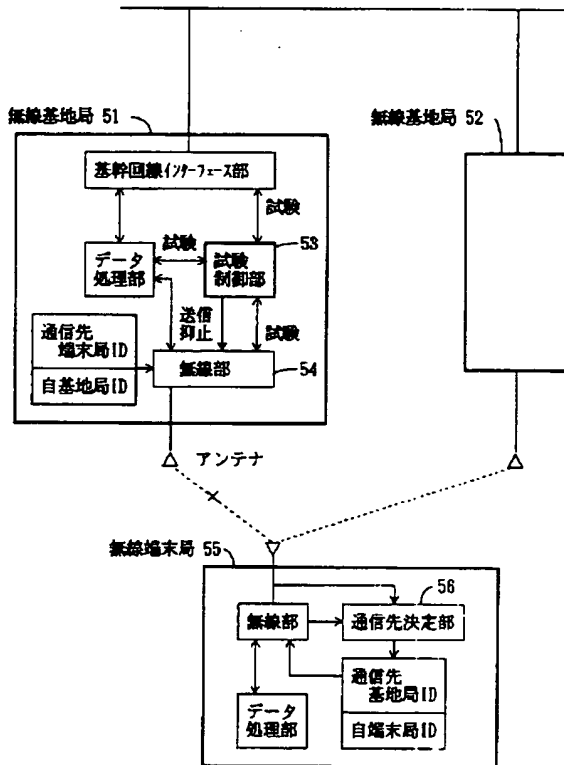 無線基地局 51
無線基地局 52
基幹回線インターフェース部
試験
試験
53
データ
処理部
試験
制御部
送信
抑止
試験
通信先
端末局ID
自基地局ID
無線部
54
アンテナ
無線端末局 55
56
無線部
通信先決定部
通信先
基地局ID
自端末局ID
データ
処理部